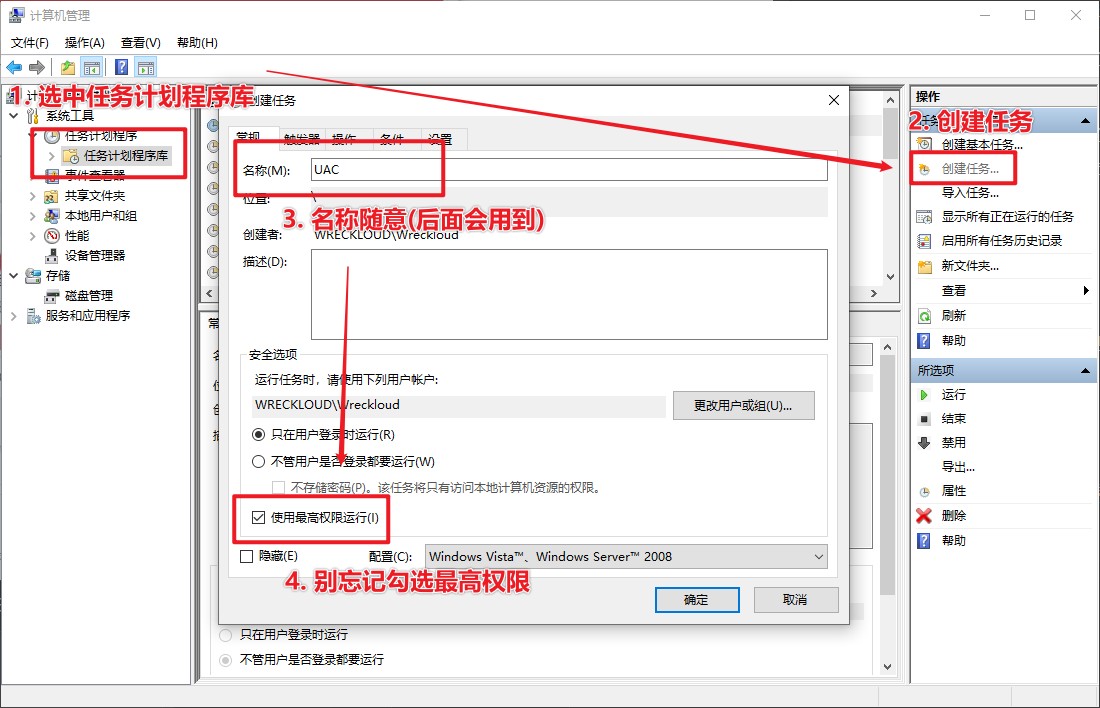 计算机管理
文件(F) 操作(A) 查看(V) 帮助(H)
1. 选中任务计划程序库
系统工具
任务计划程序
任务计划程序库
事件查看器
共享文件夹
本地用户和组
性能
设备管理器
存储
磁盘管理
服务和应用程序
创建任务
常规 触发器 操作 条件 设置
名称(M): UAC
位置: \
3. 名称随意(后面会用到)
创建者: WRECKLOUD\Wreckloud
描述(D):
安全选项
运行任务时，请使用下列用户帐户:
WRECKLOUD\Wreckloud
更改用户或组(U)...
只在用户登录时运行(R)
不管用户是否登录都要运行(W)
不存储密码(P)。该任务将只有访问本地计算机资源的权限。
使用最高权限运行(I)
隐藏(E) 配置(C): Windows Vista™、Windows Server™ 2008
4. 别忘记勾选最高权限
确定 取消
只在用户登录时运行
不管用户是否登录都要运行
操作
2. 创建任务
创建基本任务...
创建任务...
导入任务...
显示所有正在运行的任务
启用所有任务历史记录
新文件夹...
查看
刷新
帮助
所选项
运行
结束
禁用
导出...
属性
删除
帮助